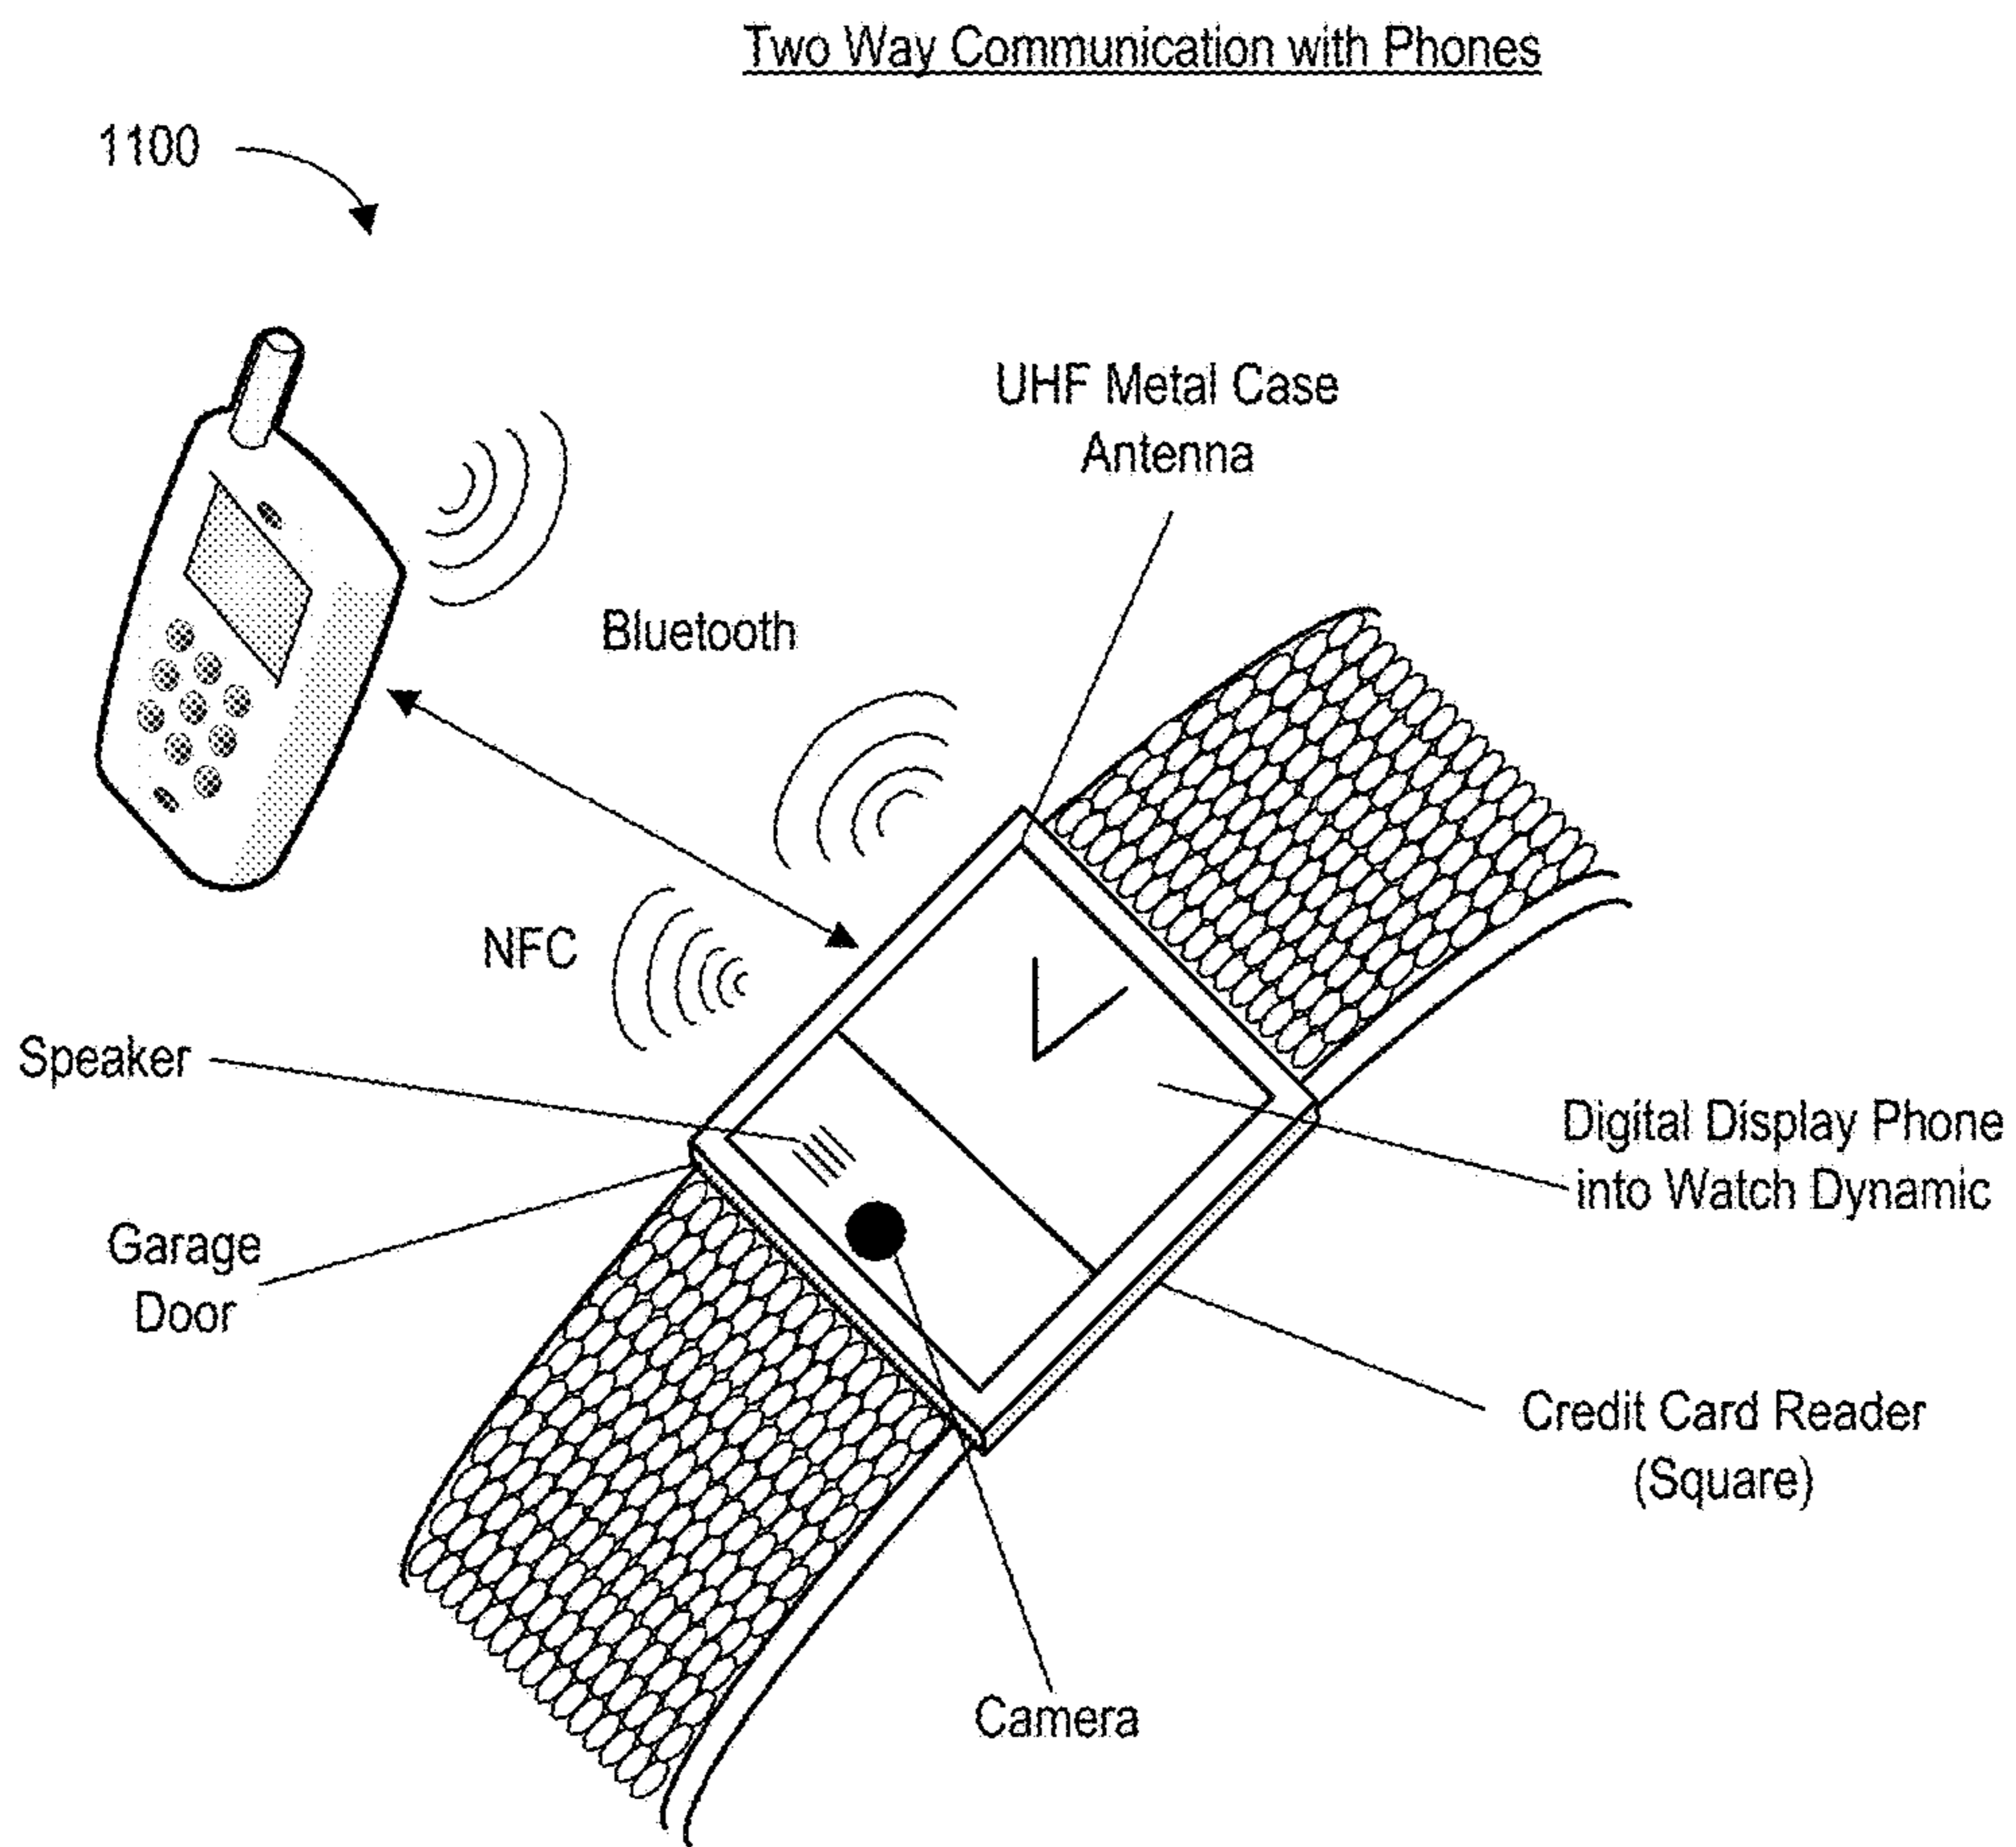 Two Way Communication with Phones
1100
UHF Metal Case
Antenna
Bluetooth
NFC
Speaker
Digital Display Phone
into Watch Dynamic
Garage
Door
Credit Card Reader
(Square)
Camera